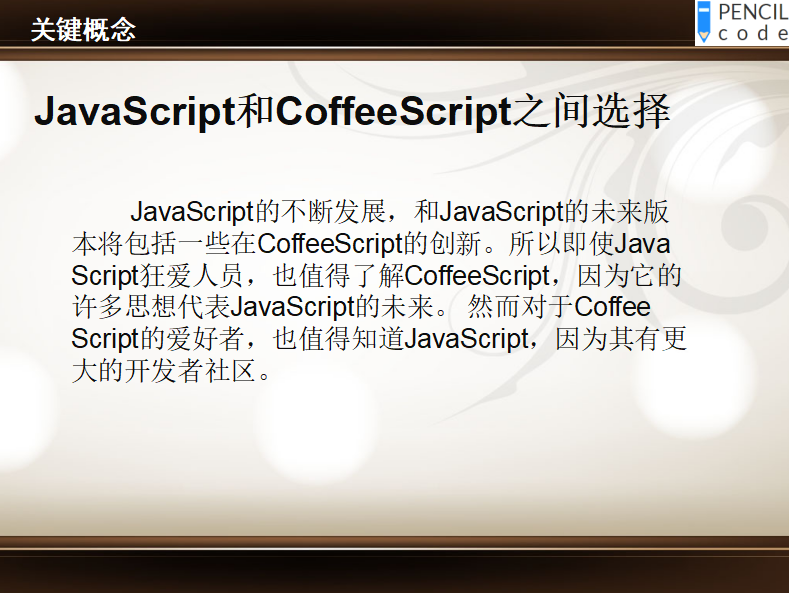 关键概念
PENCIL
code
JavaScript和CoffeeScript之间选择
JavaScript的不断发展，和JavaScript的未来版
本将包括一些在CoffeeScript的创新。所以即使Java
Script狂爱人员，也值得了解CoffeeScript，因为它的
许多思想代表JavaScript的未来。 然而对于Coffee
Script的爱好者，也值得知道JavaScript，因为其有更
大的开发者社区。